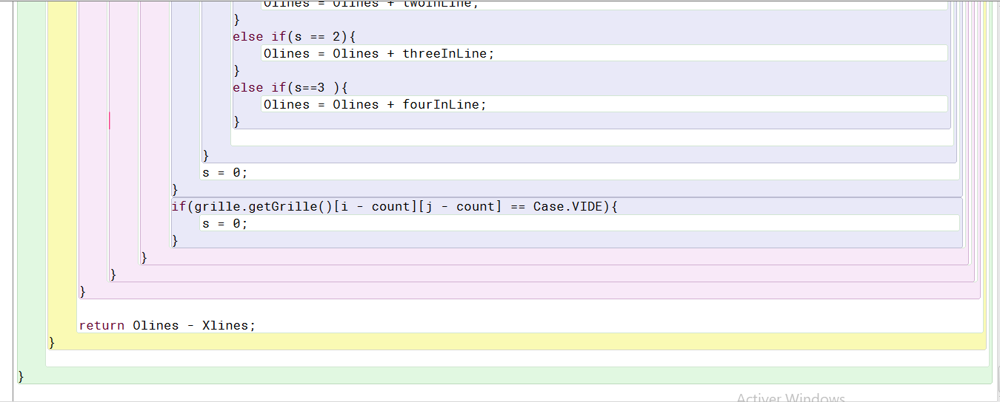 Olines = Olines + twoInLine;
}
else if(s == 2){
Olines = Olines + threeInLine;
}
else if(s==3 ){
Olines = Olines + fourInLine;
}
}
s = 0;
}
if(grille.getGrille()[i - count][j - count] == Case.VIDE){
s = 0;
}
}
}
}
return Olines - Xlines;
}
}
Activer Windows